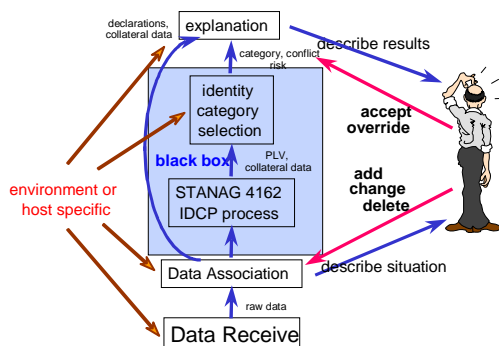 declarations,
collateral data
explanation
describe results
category, conflict
risk
identity
category
selection
accept
override
black box
PLV,
collateral data
environment or
host specific
STANAG 4162
IDCP process
add
change
delete
Data Association
describe situation
raw data
Data Receive